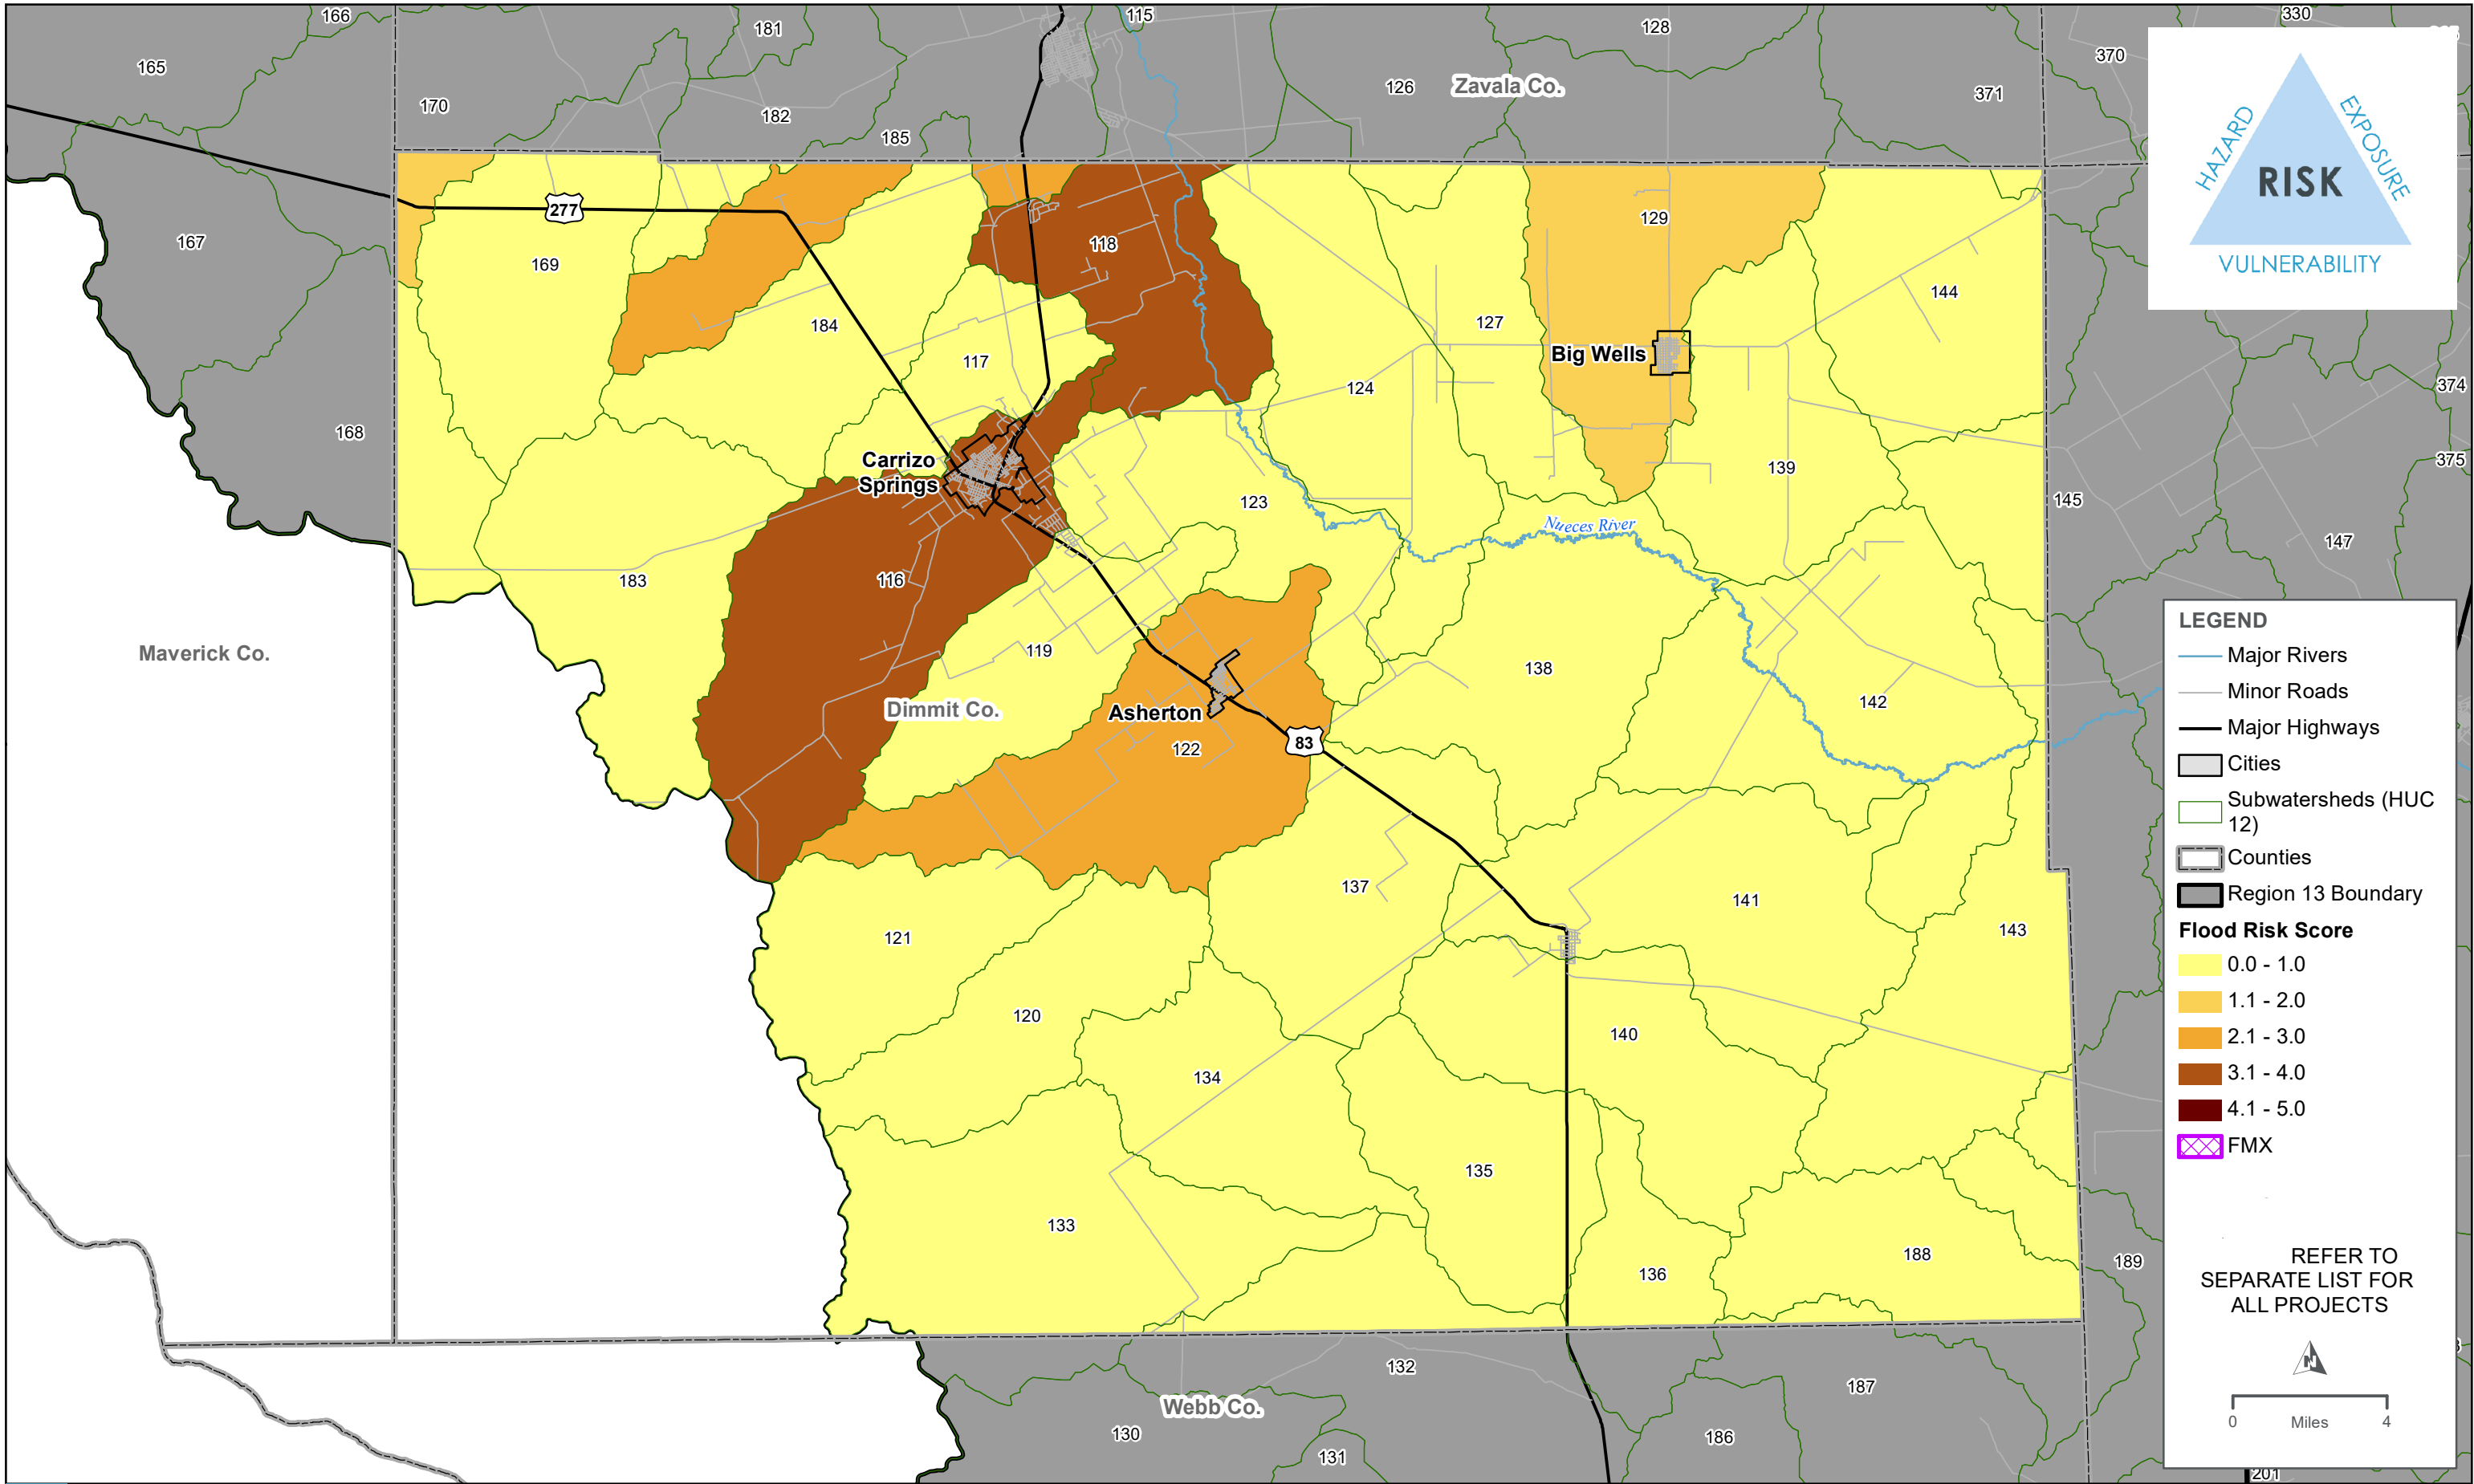 166
181
115
128
330
165
170
182
185
126
Zavala Co.
371
370
HAZARD
EXPOSURE
RISK
VULNERABILITY
277
167
169
118
129
144
184
117
127
Big Wells
124
374
168
Carrizo
Springs
123
139
375
145
Nueces River
147
183
116
Maverick Co.
119
138
Dimmit Co.
Asherton
122
83
142
137
141
121
143
120
140
134
135
133
136
188
189
132
187
Webb Co.
130
131
186
201
LEGEND
Major Rivers
Minor Roads
Major Highways
Cities
Subwatersheds (HUC
12)
Counties
Region 13 Boundary
Flood Risk Score
0.0 - 1.0
1.1 - 2.0
2.1 - 3.0
3.1 - 4.0
4.1 - 5.0
FMX
REFER TO
SEPARATE LIST FOR
ALL PROJECTS
N
0 Miles 4